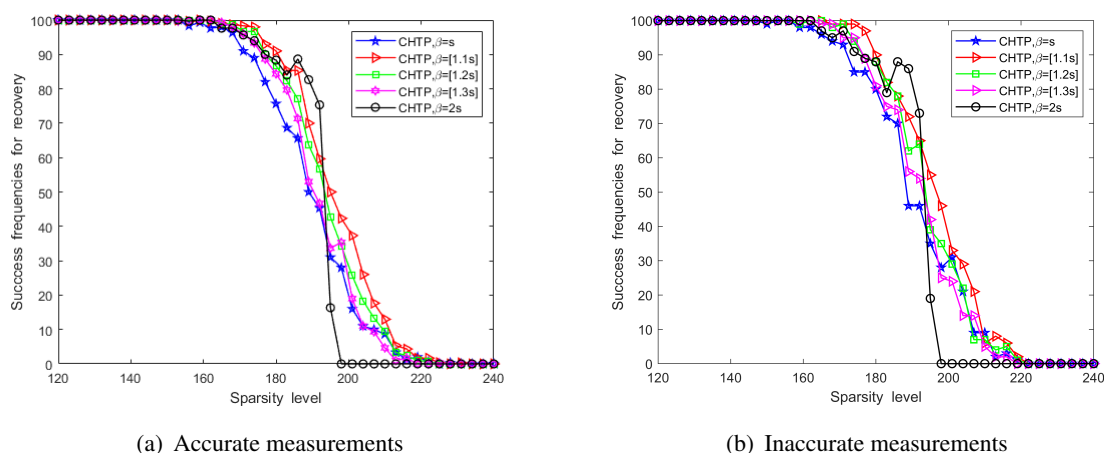 100
90
80
70
60
50
40
30
20
10
0
Succcess frequencies for recovery
120 140 160 180 200 220 240
Sparsity level
CHTP,β=s
CHTP,β=[1.1s]
CHTP,β=[1.2s]
CHTP,β=[1.3s]
CHTP,β=2s
(a) Accurate measurements
100
90
80
70
60
50
40
30
20
10
0
Succcess frequencies for recovery
120 140 160 180 200 220 240
Sparsity level
CHTP,β=s
CHTP,β=[1.1s]
CHTP,β=[1.2s]
CHTP,β=[1.3s]
CHTP,β=2s
(b) Inaccurate measurements